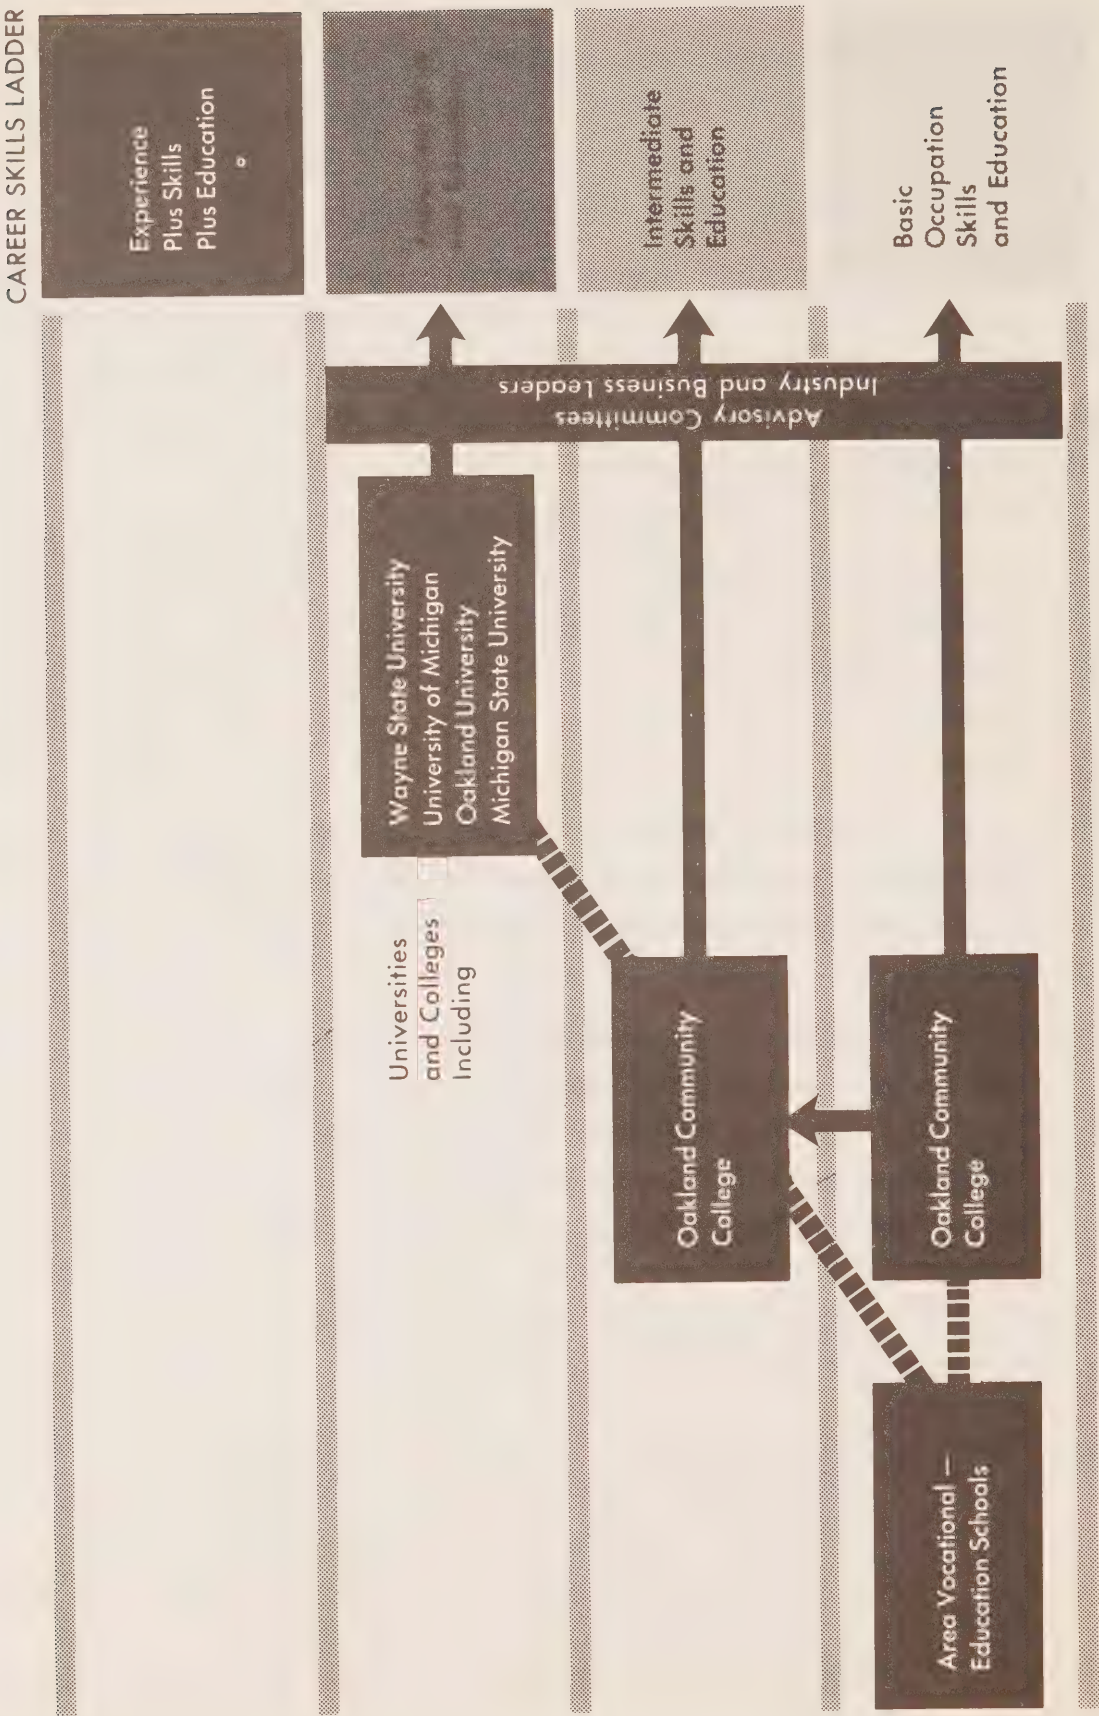 CAREER SKILLS LADDER
Experience
Plus Skills
Plus Education
Intermediate
Skills and
Education
Basic
Occupation
Skills
and Education
Advisory Committees
Industry and Business Leaders
Universities
and Colleges
Including
Wayne State University
University of Michigan
Oakland University
Michigan State University
Oakland Community
College
Oakland Community
College
Area Vocational —
Education Schools